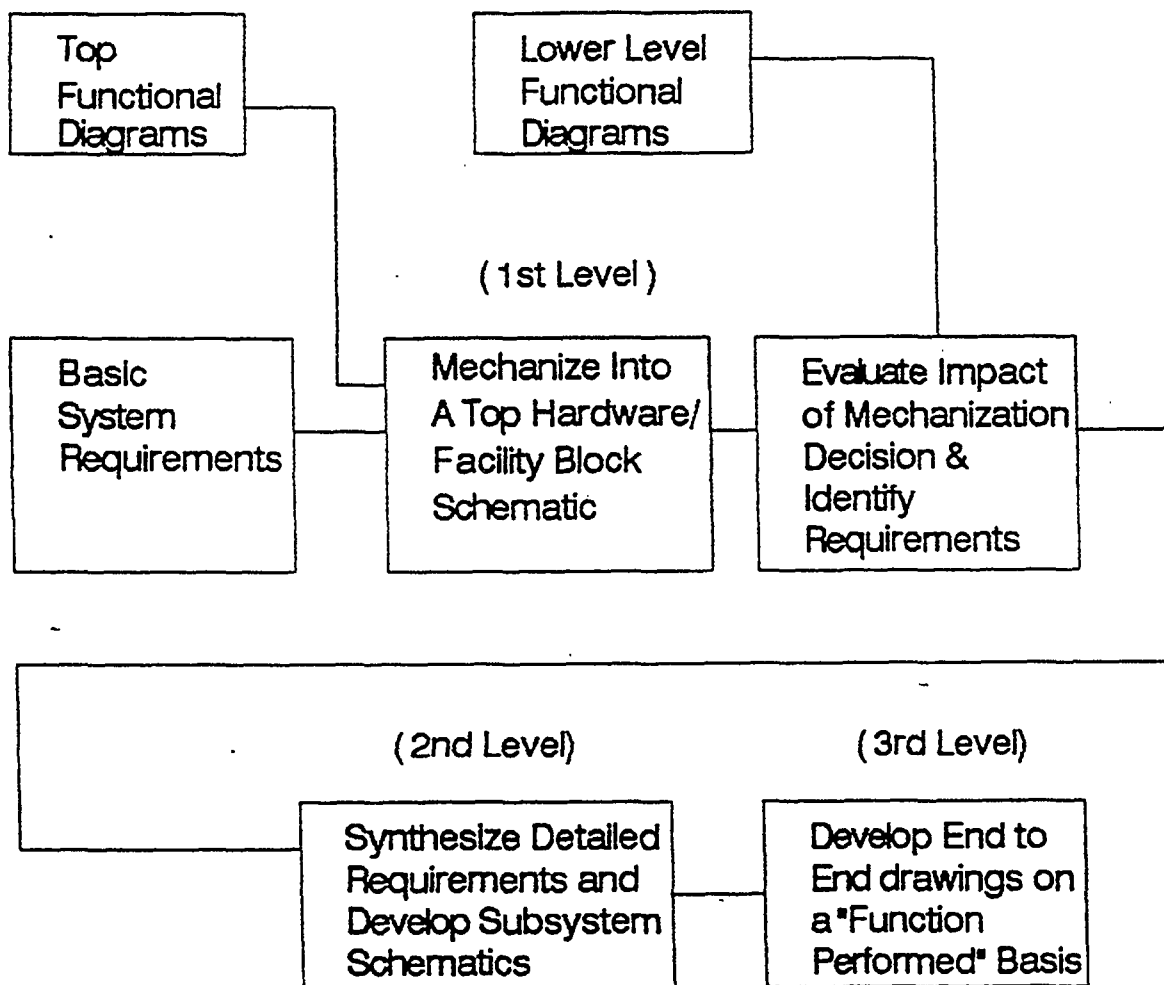 Top
Functional
Diagrams
Lower Level
Functional
Diagrams
(1st Level)
Basic
System
Requirements
Mechanize Into
A Top Hardware/
Facility Block
Schematic
Evaluate Impact
of Mechanization
Decision &
Identify
Requirements
(2nd Level)
(3rd Level)
Synthesize Detailed
Requirements and
Develop Subsystem
Schematics
Develop End to
End drawings on
a "Function
Performed" Basis